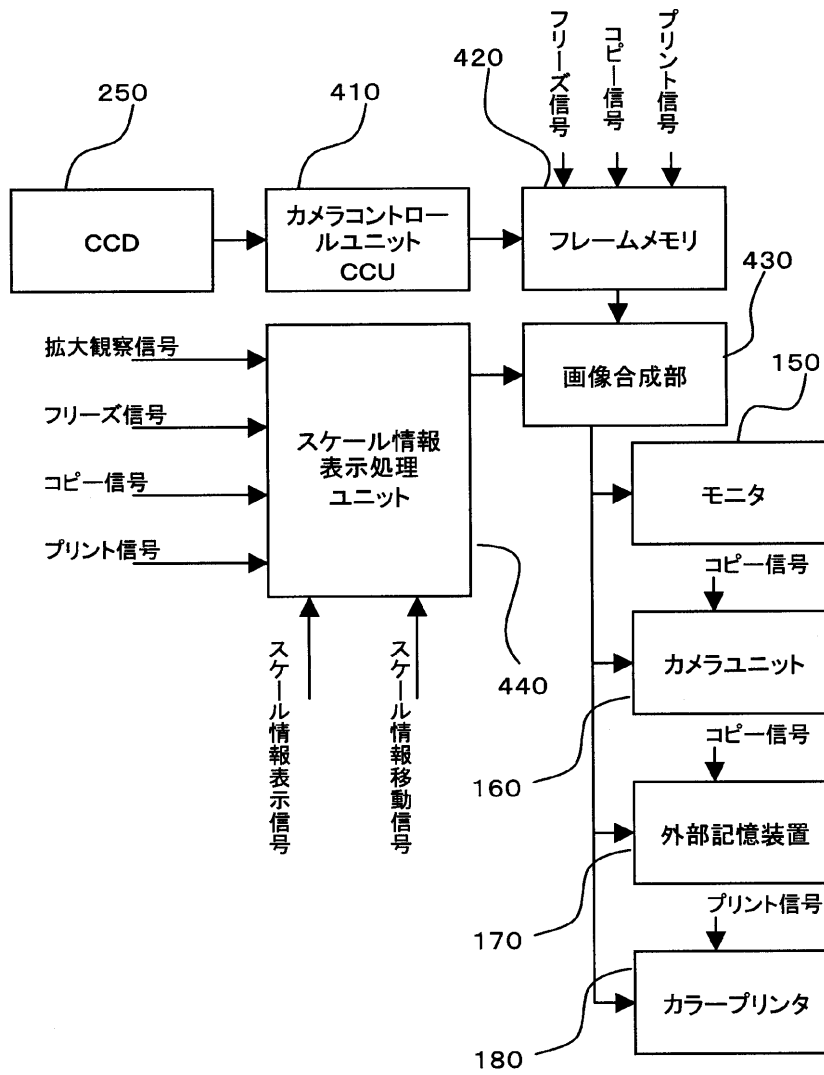 フリーズ信号
コピー信号
プリント信号
250
410
420
CCD
カメラコントロー
ルユニット
CCU
フレームメモリ
430
拡大観察信号
フリーズ信号
コピー信号
プリント信号
スケール情報
表示処理
ユニット
画像合成部
150
モニタ
コピー信号
カメラユニット
440
スケール情報表示信号
スケール情報移動信号
160
コピー信号
外部記憶装置
170
プリント信号
カラープリンタ
180